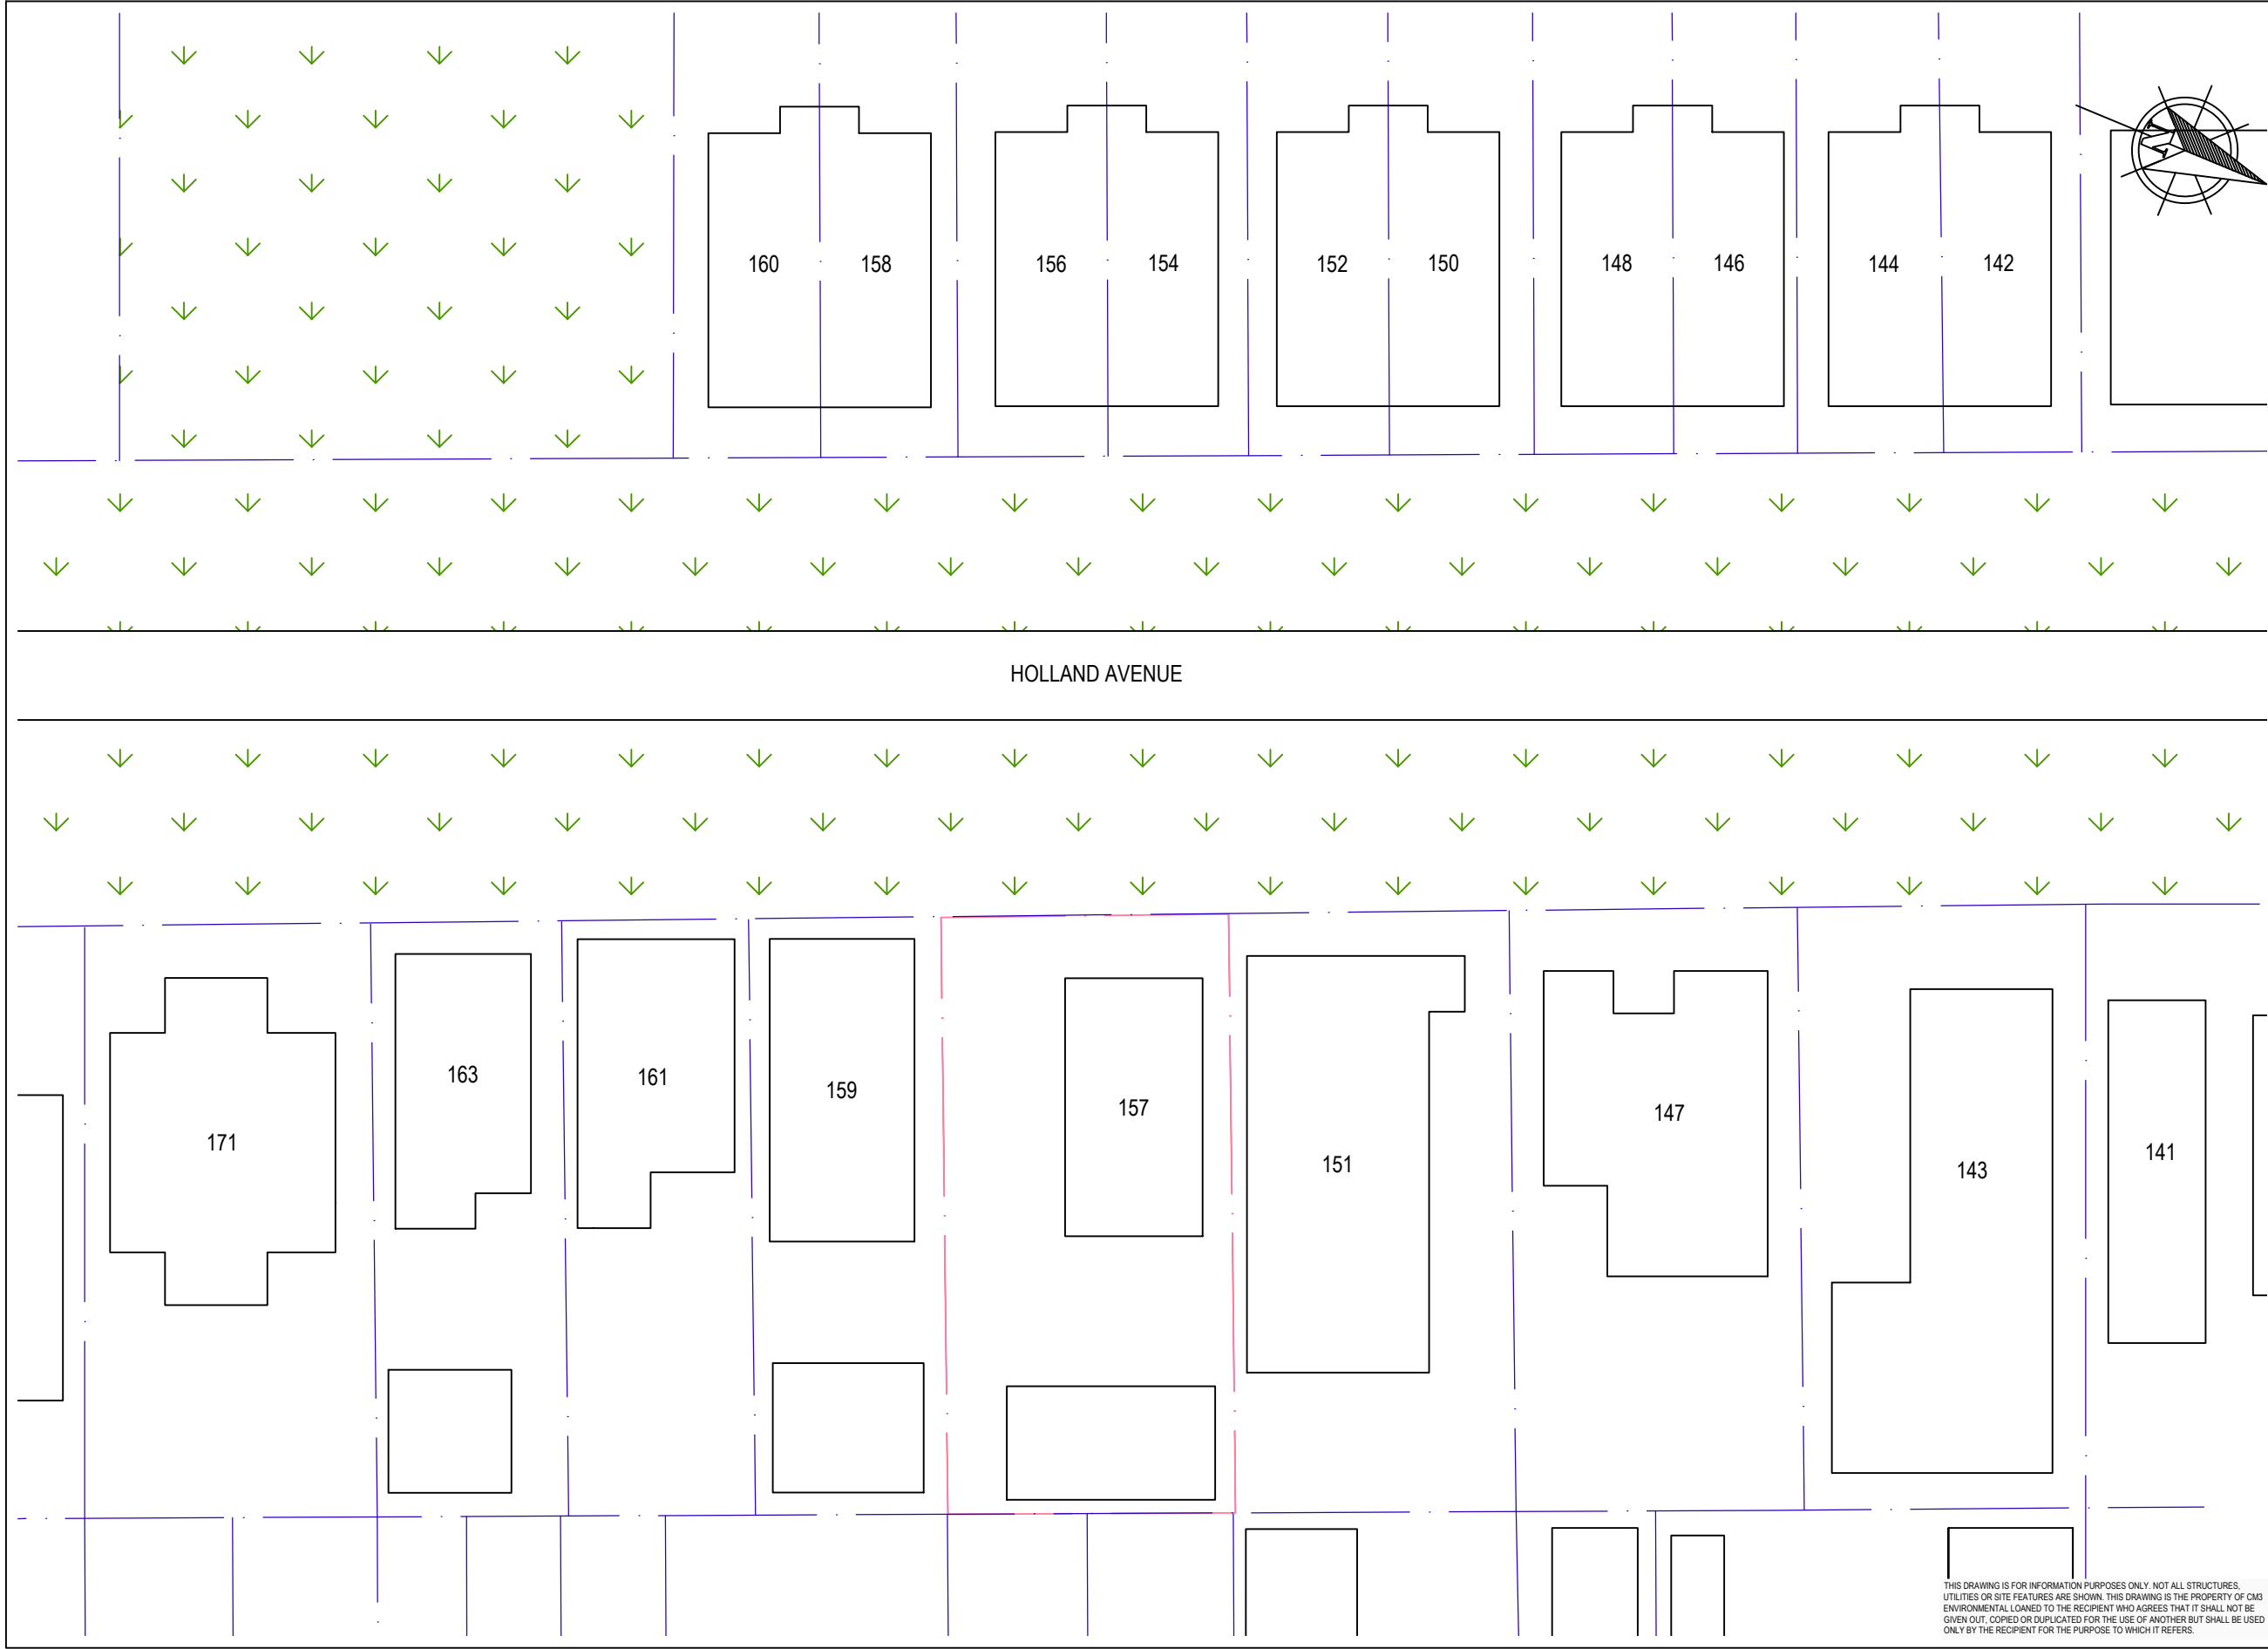 160 158 156 154 152 150 148 146 144 142
HOLLAND AVENUE
171 163 161 159 157 151 147 143 141
THIS DRAWING IS FOR INFORMATION PURPOSES ONLY. NOT ALL STRUCTURES,
UTILITIES OR SITE FEATURES ARE SHOWN. THIS DRAWING IS THE PROPERTY OF CM3
ENVIRONMENTAL LOANED TO THE RECIPIENT WHO AGREES THAT IT SHALL NOT BE
GIVEN OUT, COPIED OR DUPLICATED FOR THE USE OF ANOTHER BUT SHALL BE USED
ONLY BY THE RECIPIENT FOR THE PURPOSE TO WHICH IT REFERS.